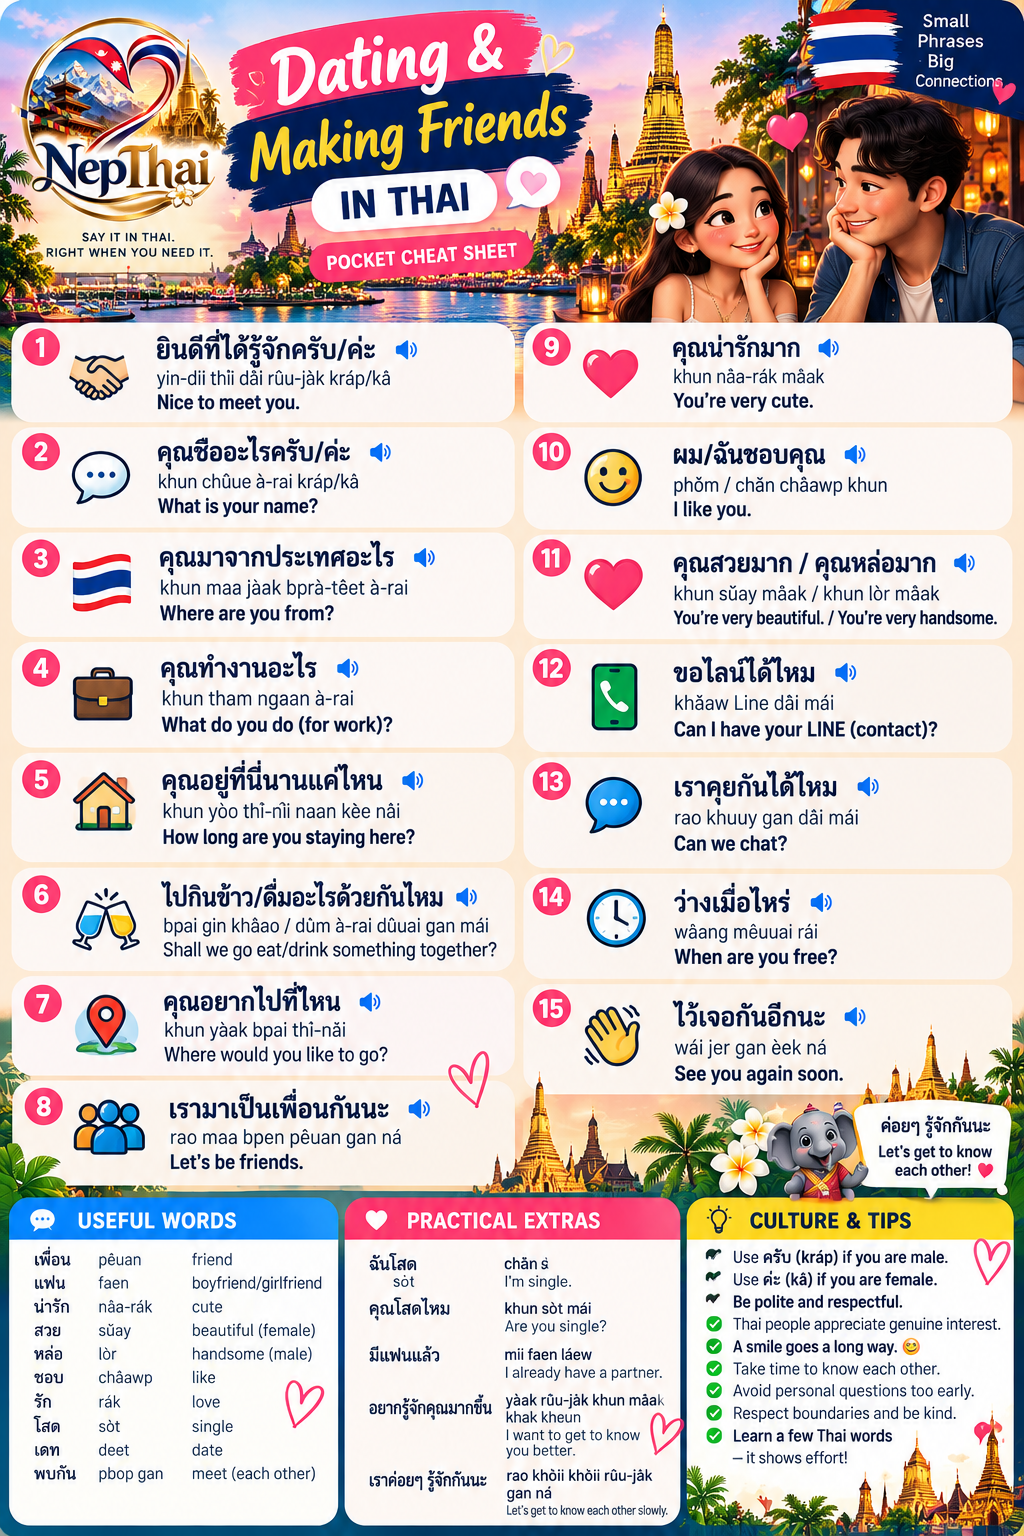 Dating &
Making Friends
IN THAI
POCKET CHEAT SHEET
NepThai
SAY IT IN THAI.
RIGHT WHEN YOU NEED IT.
Small
Phrases
Big
Connections
1
ยินดีที่ได้รู้จักครับ/ค่ะ
yin-dii thîi dâi rûu-jàk kráp/kâ
Nice to meet you.
2
คุณชื่ออะไรครับ/ค่ะ
khun chûue à-rai kráp/kâ
What is your name?
3
คุณมาจากประเทศอะไร
khun maa jàak bprà-têet à-rai
Where are you from?
4
คุณทำงานอะไร
khun tham ngaan à-rai
What do you do (for work)?
5
คุณอยู่ที่นี่นานแค่ไหน
khun yòo thî-nîi naan kèe nâi
How long are you staying here?
6
ไปกินข้าว/ดื่มอะไรด้วยกันไหม
bpai gin khâao / dûm à-rai dûuai gan mái
Shall we go eat/drink something together?
7
คุณอยากไปที่ไหน
khun yàak bpai thî-năi
Where would you like to go?
8
เรามาเป็นเพื่อนกันนะ
rao maa bpen pêuan gan ná
Let's be friends.
9
คุณน่ารักมาก
khun nâa-rák mâak
You're very cute.
10
ผม/ฉันชอบคุณ
phŏm / chăn châawp khun
I like you.
11
คุณสวยมาก / คุณหล่อมาก
khun sŭay mâak / khun lòr mâak
You're very beautiful. / You're very handsome.
12
ขอไลน์ได้ไหม
khăaw Line dâi mái
Can I have your LINE (contact)?
13
เราคุยกันได้ไหม
rao khuuy gan dâi mái
Can we chat?
14
ว่างเมื่อไหร่
wâang mêuuai rái
When are you free?
15
ไว้เจอกันอีกนะ
wái jer gan èek ná
See you again soon.
ค่อยๆ รู้จักกันนะ
Let's get to know
each other!
USEFUL WORDS
เพื่อน pêuan friend
แฟน faen boyfriend/girlfriend
น่ารัก nâa-rák cute
สวย sŭay beautiful (female)
หล่อ lòr handsome (male)
ชอบ châawp like
รัก rák love
โสด sòt single
เดท deet date
พบกัน pbop gan meet (each other)
PRACTICAL EXTRAS
ฉันโสด chăn s
sòt I'm single.
คุณโสดไหม khun sòt mái
Are you single?
มีแฟนแล้ว mii faen láew
I already have a partner.
อยากรู้จักคุณมากขึ้น yàak rûu-jàk khun mâak
khak kheun
I want to get to know
you better.
เราค่อยๆ รู้จักกันนะ rao khòii khòii rûu-jàk
gan ná
Let's get to know each other slowly.
CULTURE & TIPS
Use ครับ (kráp) if you are male.
Use ค่ะ (kâ) if you are female.
Be polite and respectful.
Thai people appreciate genuine interest.
A smile goes a long way.
Take time to know each other.
Avoid personal questions too early.
Respect boundaries and be kind.
Learn a few Thai words
– it shows effort!